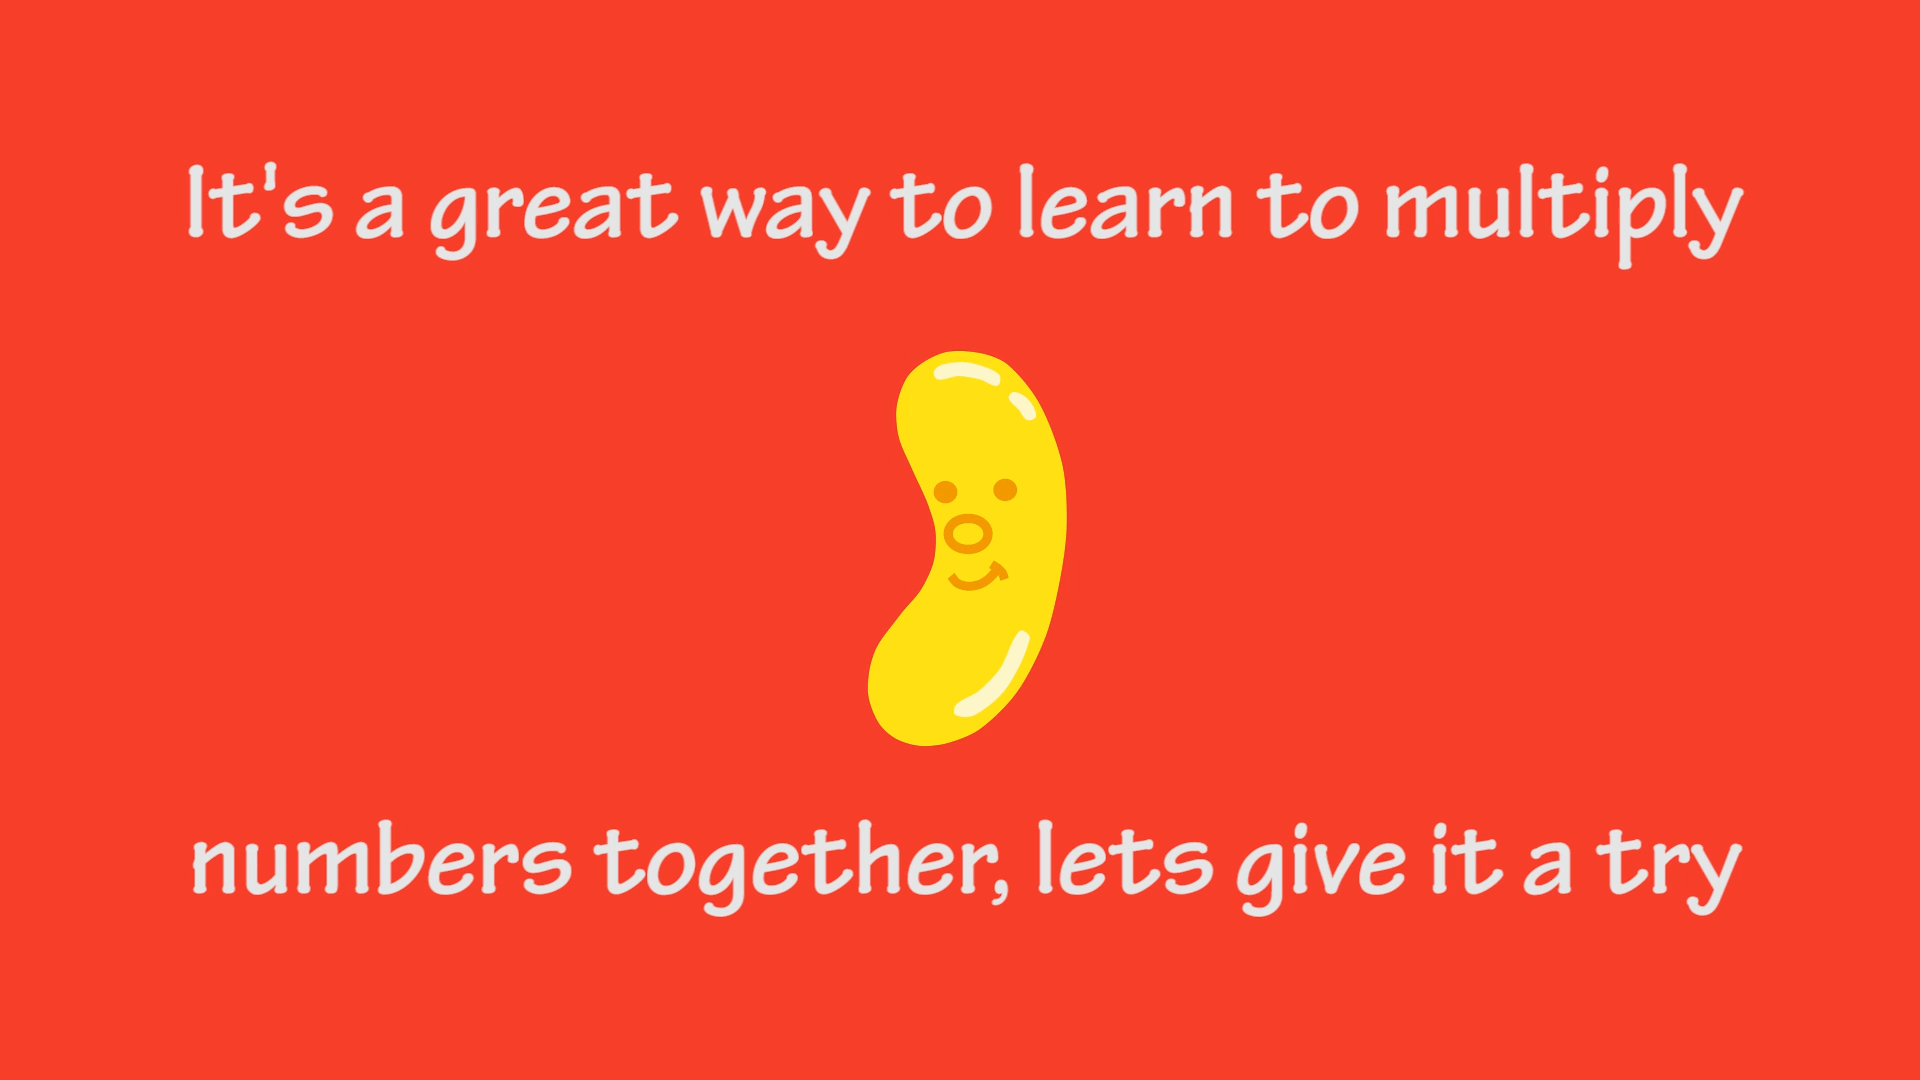 It's a great way to learn to multiply
numbers together, lets give it a try